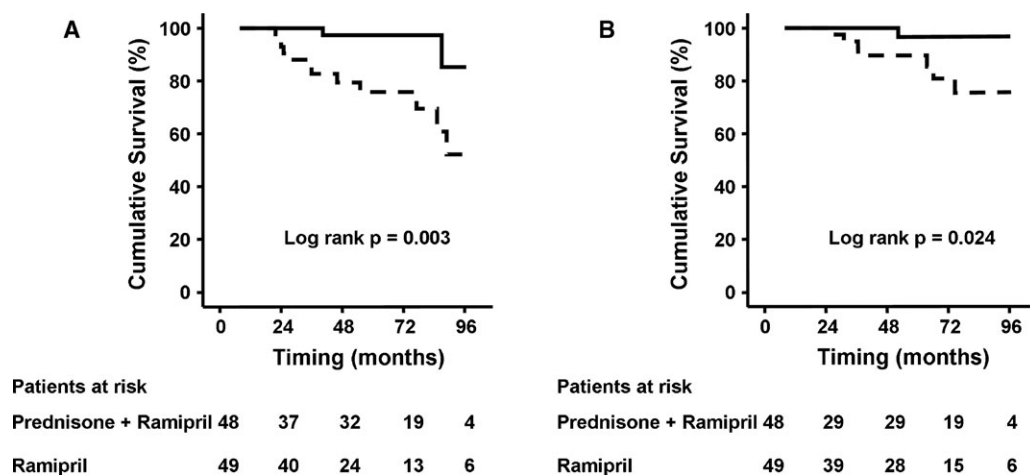 A
Cumulative Survival (%)
100
80
60
40
20
0
Log rank p = 0.003
0 24 48 72 96
Timing (months)
Patients at risk
Prednisone + Ramipril 48 37 32 19 4
Ramipril 49 40 24 13 6
B
Cumulative Survival (%)
100
80
60
40
20
0
Log rank p = 0.024
0 24 48 72 96
Timing (months)
Patients at risk
Prednisone + Ramipril 48 29 29 19 4
Ramipril 49 39 28 15 6